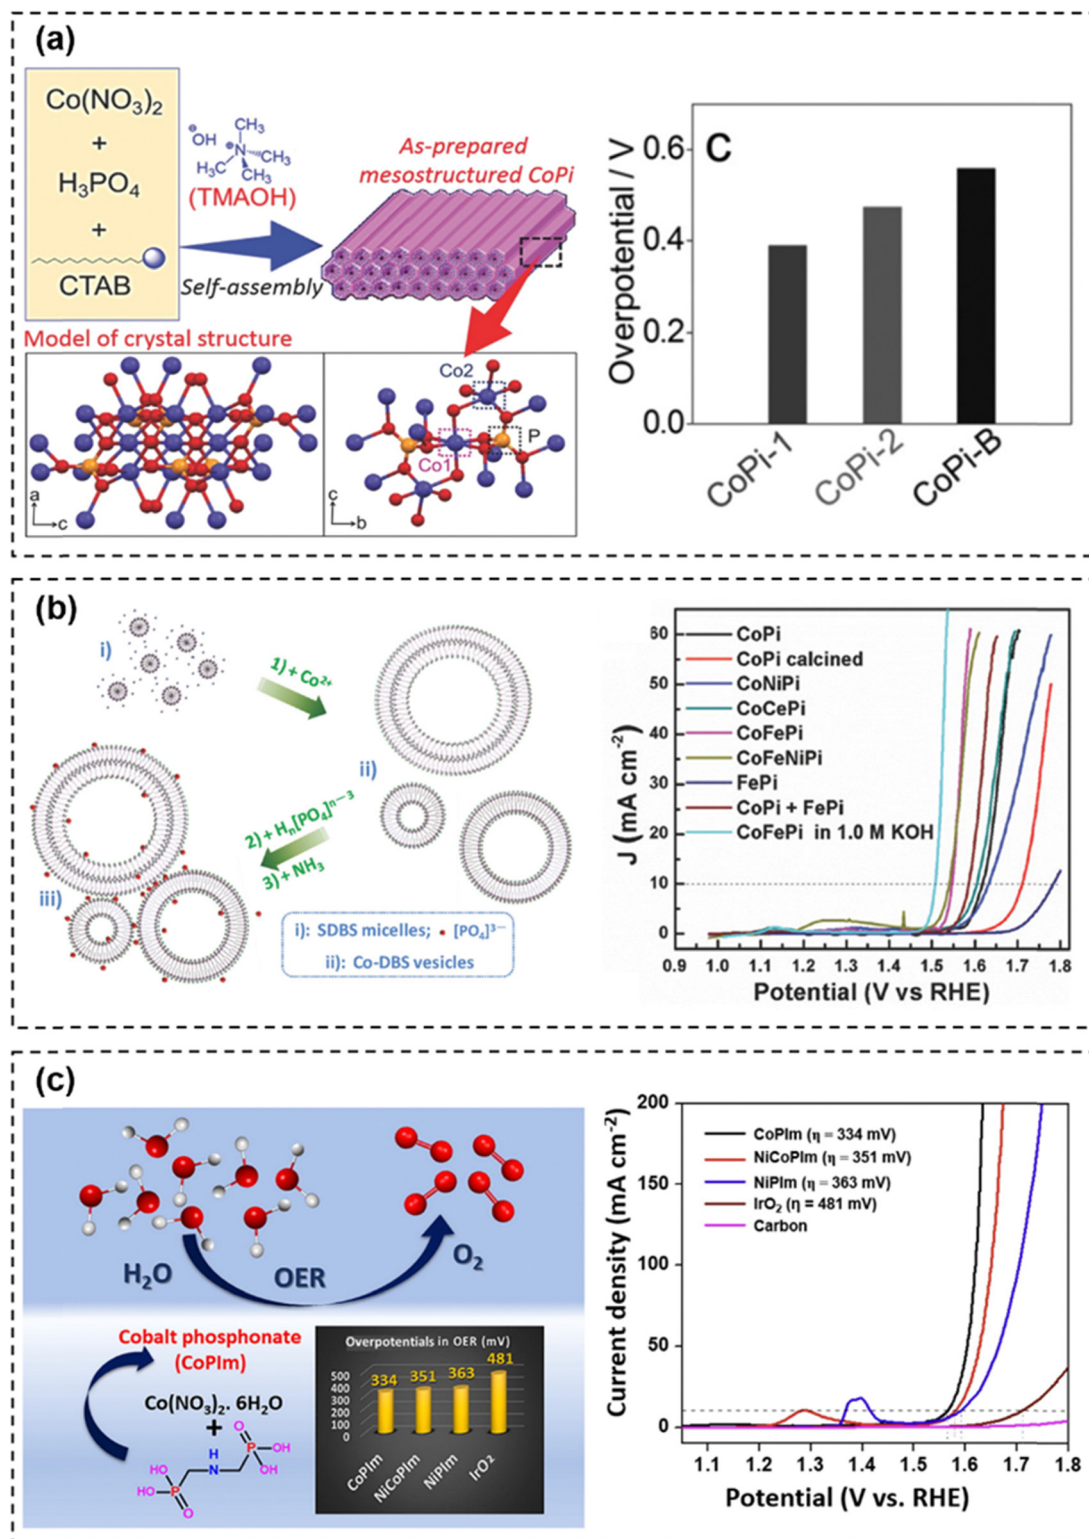 (a)
Co(NO₃)₂
+
H₃PO₄
+
CTAB
⊖OH
CH₃
⊕N
CH₃
H₃C
CH₃
(TMAOH)
Self-assembly
As-prepared
mesostructured CoPi
Model of crystal structure
a
c
Co2
P
Co1
c
b
C
Overpotential / V
0.6
0.4
0.2
0.0
CoPi-1
CoPi-2
CoPi-B
(b)
i)
1) + Co²⁺
ii)
2) + Hₙ[PO₄]ⁿ⁻³
3) + NH₃
iii)
i): SDBS micelles; • [PO₄]³⁻
ii): Co-DBS vesicles
J (mA cm⁻²)
60
50
40
30
20
10
0
CoPi
CoPi calcined
CoNiPi
CoCePi
CoFePi
CoFeNiPi
FePi
CoPi + FePi
CoFePi in 1.0 M KOH
0.9 1.0 1.1 1.2 1.3 1.4 1.5 1.6 1.7 1.8
Potential (V vs RHE)
(c)
H₂O
OER
O₂
Cobalt phosphonate
(CoPIm)
Co(NO₃)₂. 6H₂O
+
O
H
P
OH
HO
N
OH
HO
P
O
Overpotentials in OER (mV)
500
400
300
200
100
0
334
351
363
481
CoPIm
NiCoPIm
NiPIm
IrO₂
Current density (mA cm⁻²)
200
150
100
50
0
CoPIm (η = 334 mV)
NiCoPIm (η = 351 mV)
NiPIm (η = 363 mV)
IrO₂ (η = 481 mV)
Carbon
1.1 1.2 1.3 1.4 1.5 1.6 1.7 1.8
Potential (V vs. RHE)